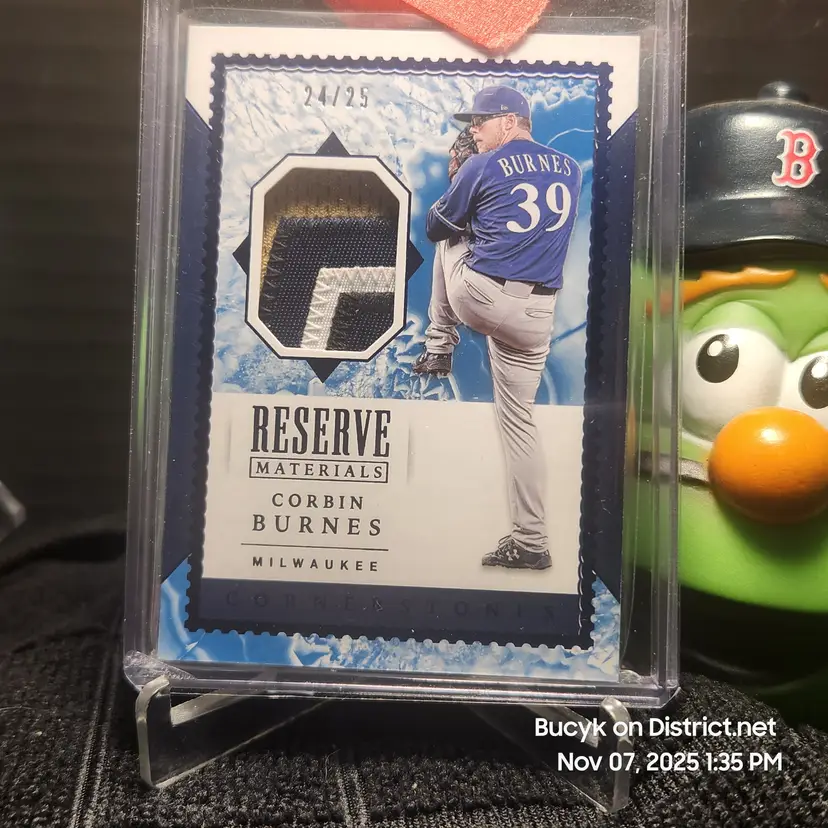 24/25
BURNES
39
B
RESERVE
MATERIALS
CORBIN
BURNES
MILWAUKEE
CORNERSTONES
Bucyk on District.net
Nov 07, 2025 1:35 PM